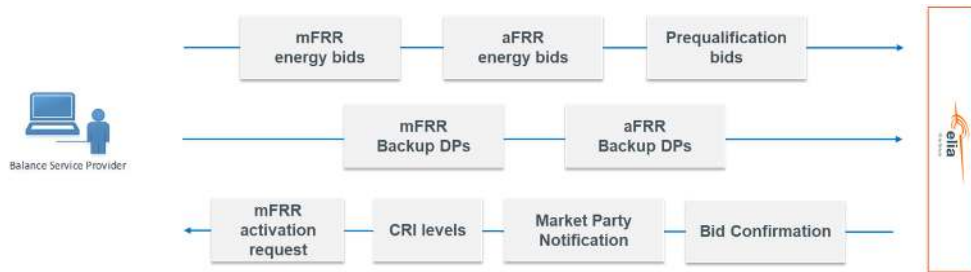 mFRR
energy bids
aFRR
energy bids
Prequalification
bids
Balance Service Provider
mFRR
Backup DPs
aFRR
Backup DPs
elia
mFRR
activation
request
CRI levels
Market Party
Notification
Bid Confirmation